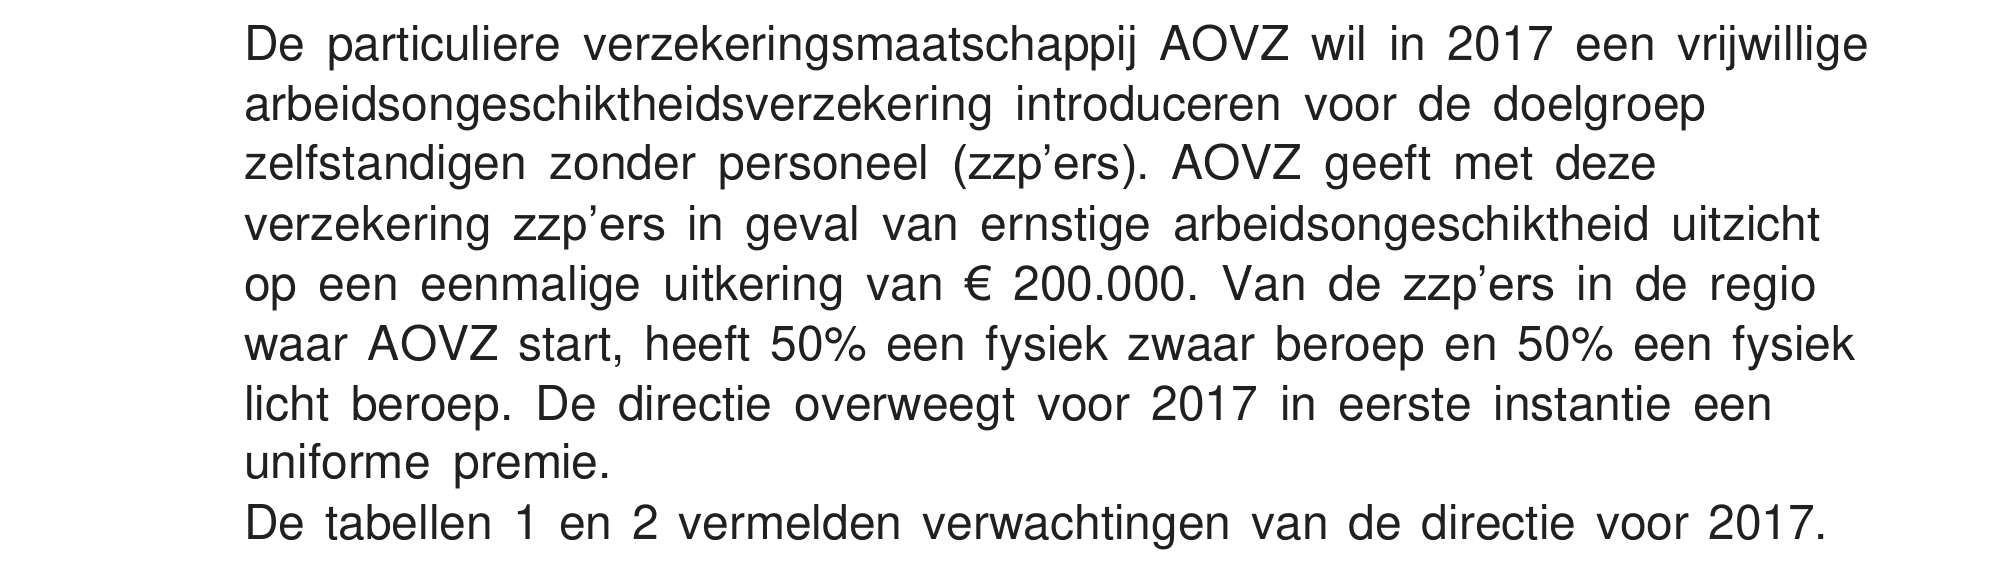 De particuliere verzekeringsmaatschappij AOVZ wil in 2017 een vrijwillige
arbeidsongeschiktheidsverzekering introduceren voor de doelgroep
zelfstandigen zonder personeel (zzp’ers). AOVZ geeft met deze
verzekering zzp’ers in geval van ernstige arbeidsongeschiktheid uitzicht
op een eenmalige uitkering van € 200.000. Van de zzp’ers in de regio
waar AOVZ start, heeft 50% een fysiek zwaar beroep en 50% een fysiek
licht beroep. De directie overweegt voor 2017 in eerste instantie een
uniforme premie.
De tabellen 1 en 2 vermelden verwachtingen van de directie voor 2017.